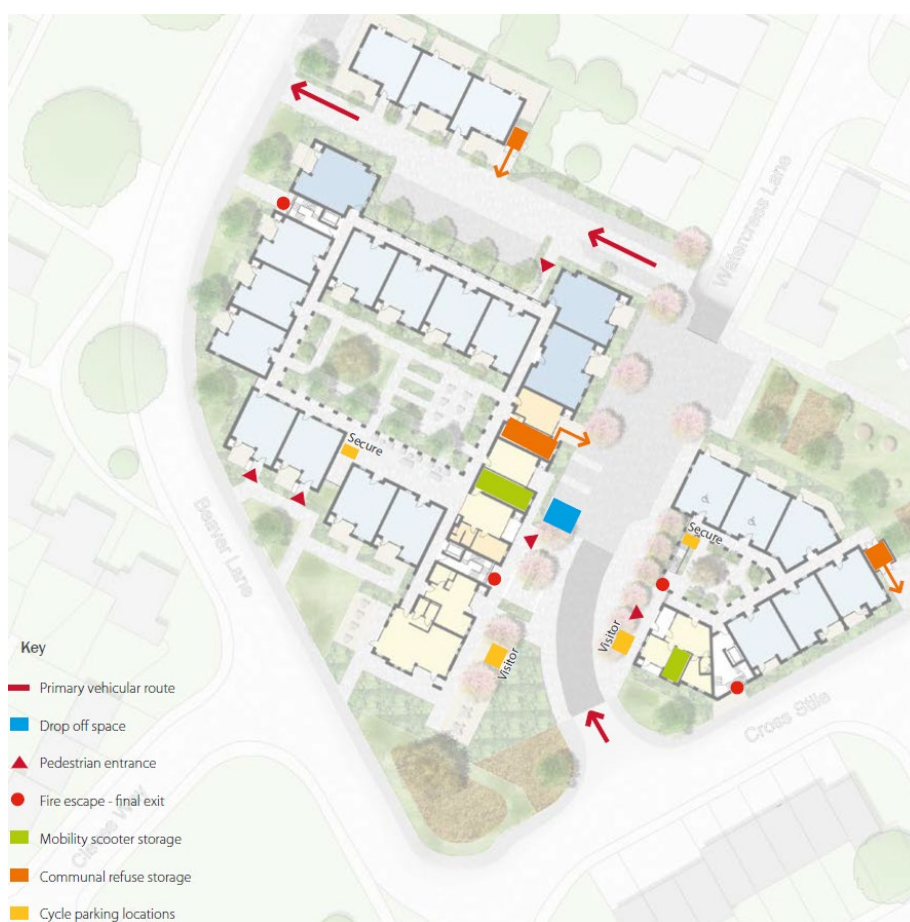 Watercress Lane
Secure
Secure
Beaver Lane
Visitor
Visitor
Cross Stile
Key
Primary vehicular route
Drop off space
Pedestrian entrance
Fire escape - final exit
Mobility scooter storage
Communal refuse storage
Cycle parking locations